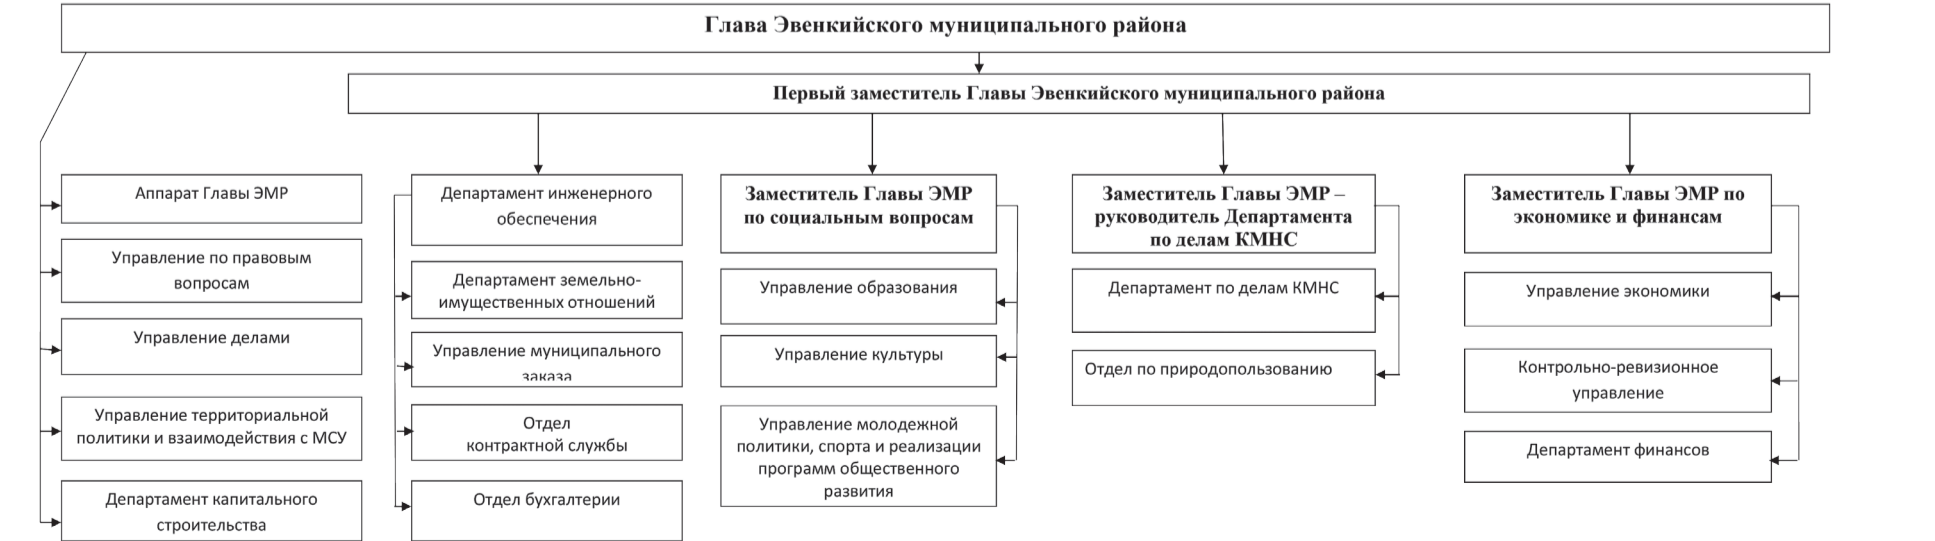 Глава Эвенкийского муниципального района
Первый заместитель Главы Эвенкийского муниципального района
Аппарат Главы ЭМР
Управление по правовым
вопросам
Управление делами
Управление территориальной
политики и взаимодействия с МСУ
Департамент капитального
строительства
Департамент инженерного
обеспечения
Департамент земельно-
имущественных отношений
Управление муниципального
заказа
Отдел
контрактной службы
Отдел бухгалтерии
Заместитель Главы ЭМР
по социальным вопросам
Управление образования
Управление культуры
Управление молодежной
политики, спорта и реализации
программ общественного
развития
Заместитель Главы ЭМР –
руководитель Департамента
по делам КМНС
Департамент по делам КМНС
Отдел по природопользованию
Заместитель Главы ЭМР по
экономике и финансам
Управление экономики
Контрольно-ревизионное
управление
Департамент финансов